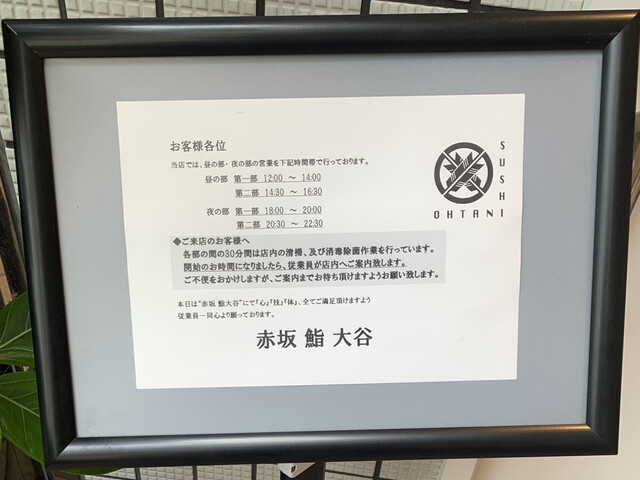 お客様各位
当店では、昼の部・夜の部の営業を下記時間帯で行っております。
昼の部 第一部 12:00 ～ 14:00
第二部 14:30 ～ 16:30
夜の部 第一部 18:00 ～ 20:00
第二部 20:30 ～ 22:30
◆ご来店のお客様へ
各部の間の30分間は店内の清掃、及び消毒除菌作業を行っています。
開始のお時間になりましたら、従業員が店内へご案内致します。
ご不便をおかけしますが、ご案内までお待ち頂けますようお願い致します。
本日は"赤坂 鮨大谷"にて『心』『技』『体』、全てご満足頂けますよう
従業員一同心より願っております。
赤坂 鮨 大谷
SUSHI
OHTANI